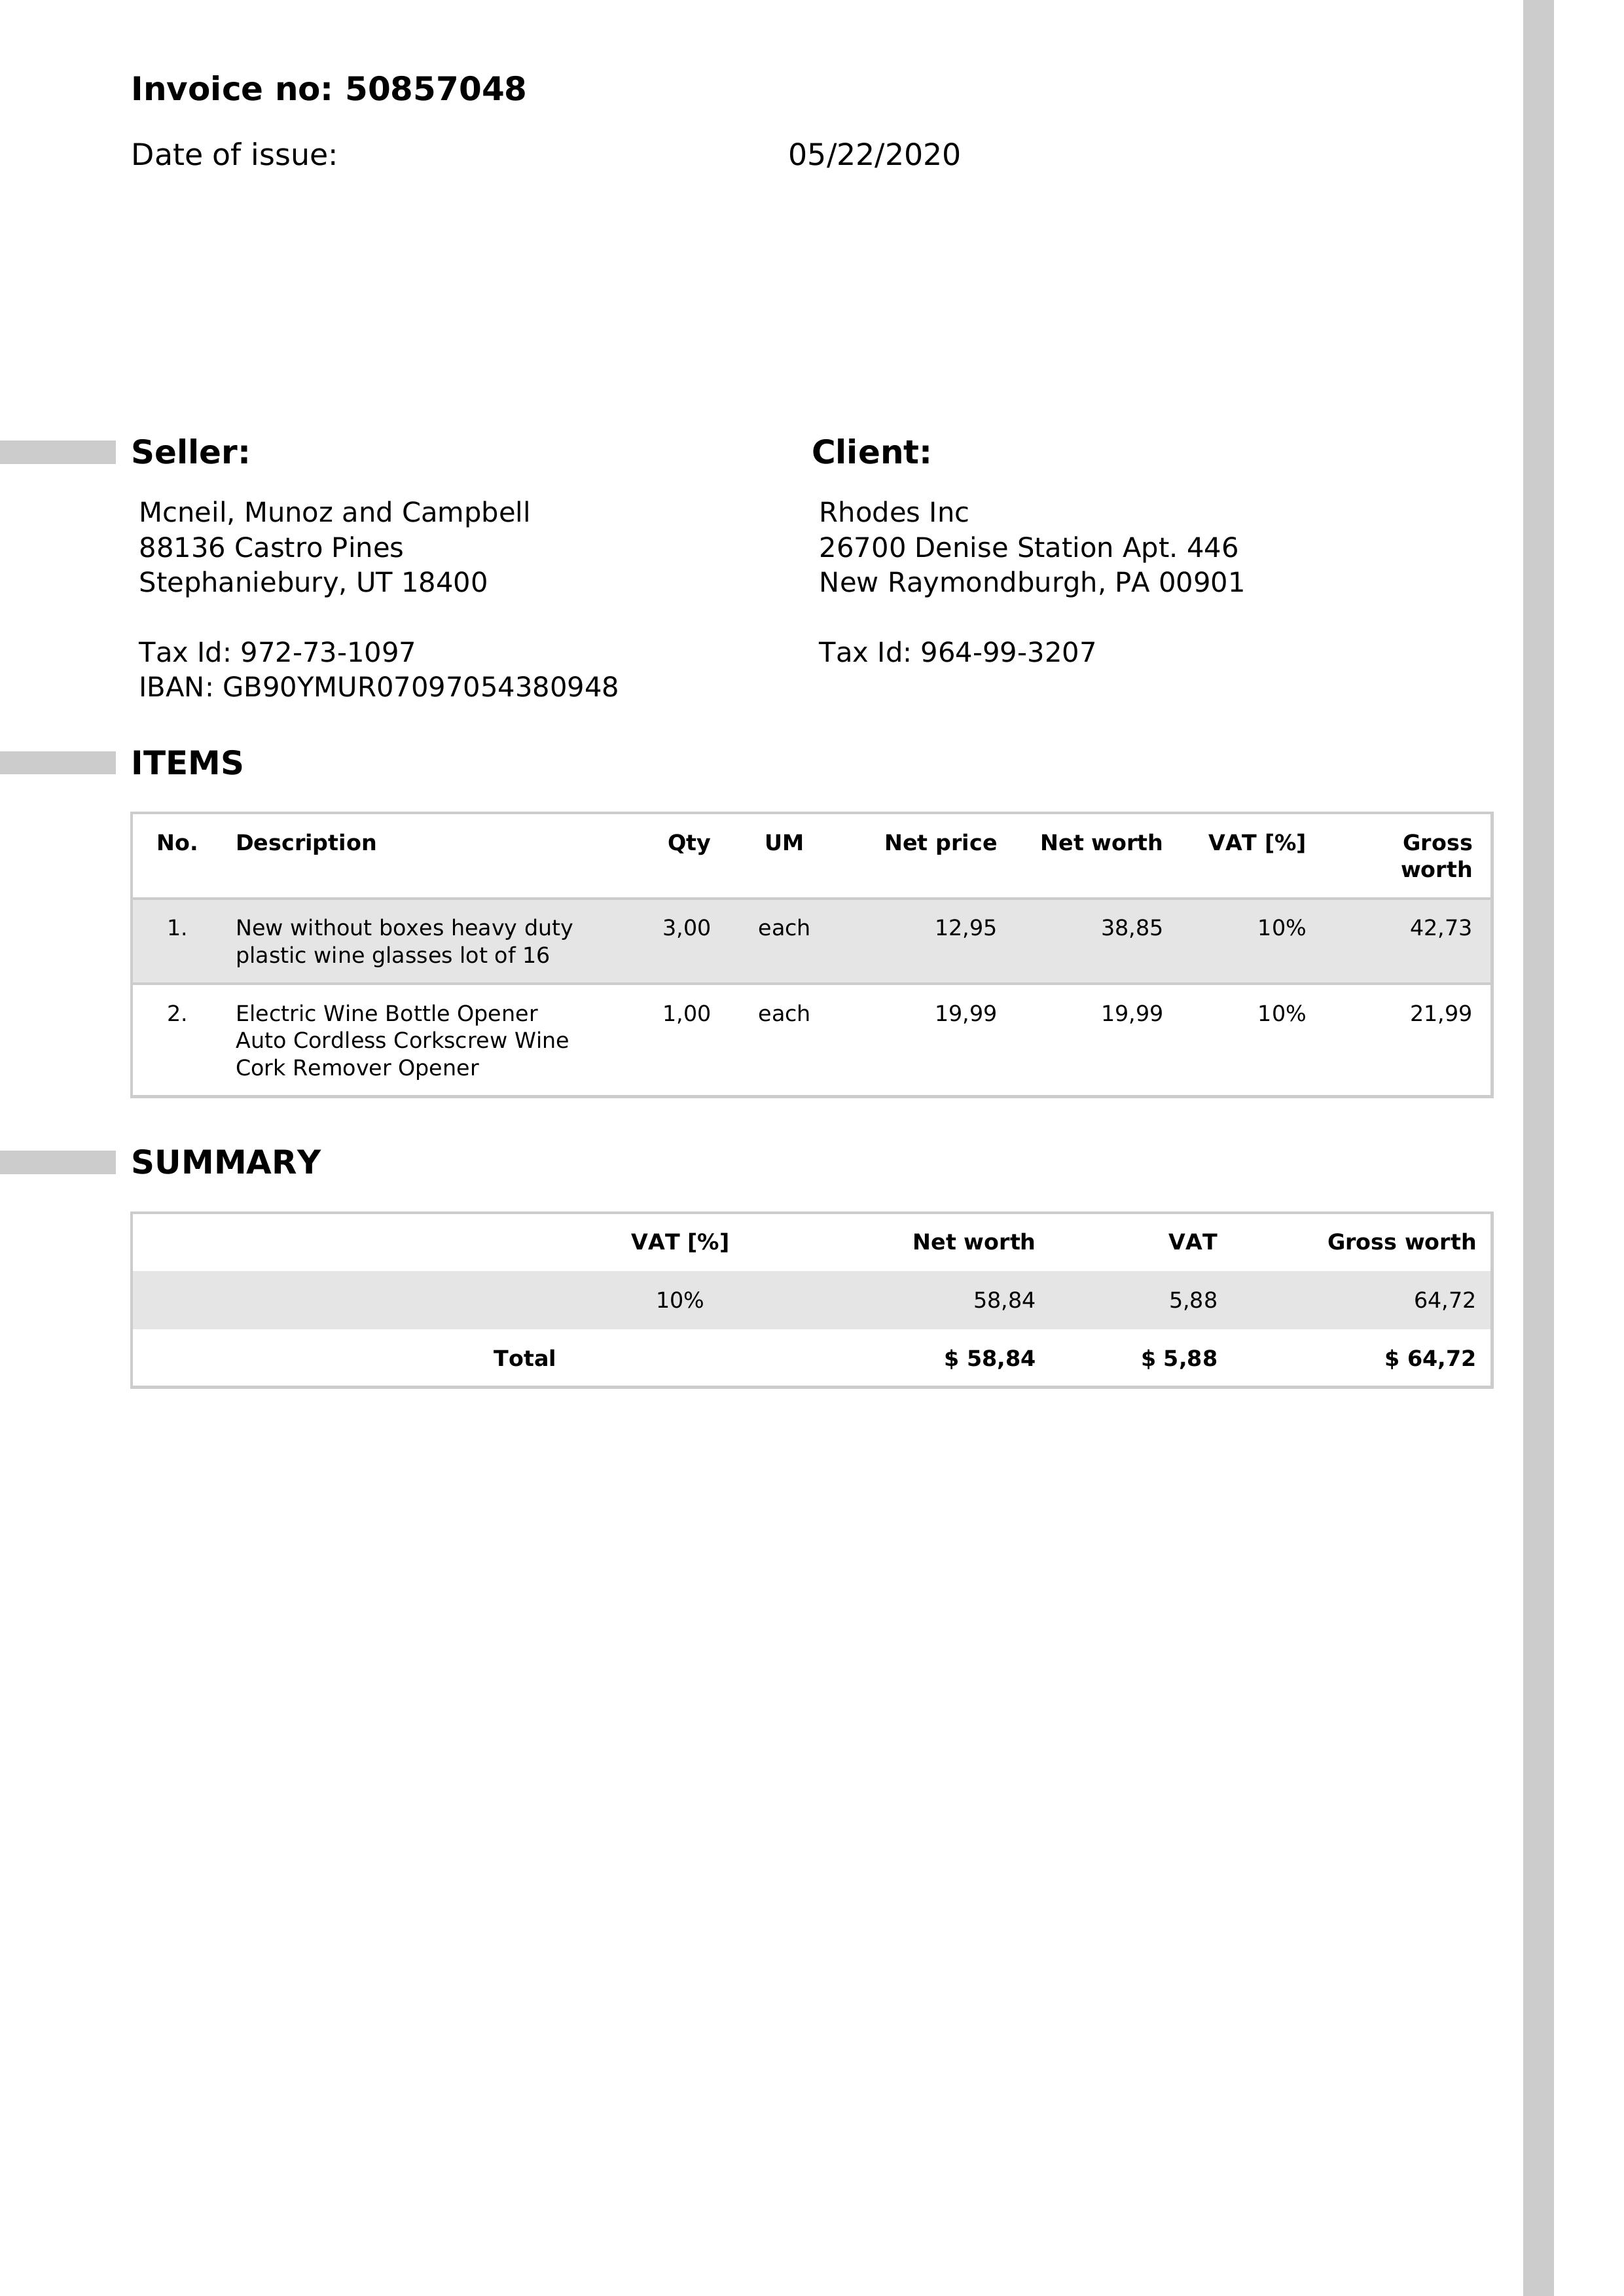 Invoice no: 50857048
Date of issue: 05/22/2020
Seller:
Mcneil, Munoz and Campbell
88136 Castro Pines
Stephaniebury, UT 18400
Tax Id: 972-73-1097
IBAN: GB90YMUR07097054380948
Client:
Rhodes Inc
26700 Denise Station Apt. 446
New Raymondburgh, PA 00901
Tax Id: 964-99-3207
ITEMS
No. Description Qty UM Net price Net worth VAT [%] Gross
worth
1. New without boxes heavy duty 3,00 each 12,95 38,85 10% 42,73
plastic wine glasses lot of 16
2. Electric Wine Bottle Opener 1,00 each 19,99 19,99 10% 21,99
Auto Cordless Corkscrew Wine
Cork Remover Opener
SUMMARY
VAT [%] Net worth VAT Gross worth
10% 58,84 5,88 64,72
Total $ 58,84 $ 5,88 $ 64,72